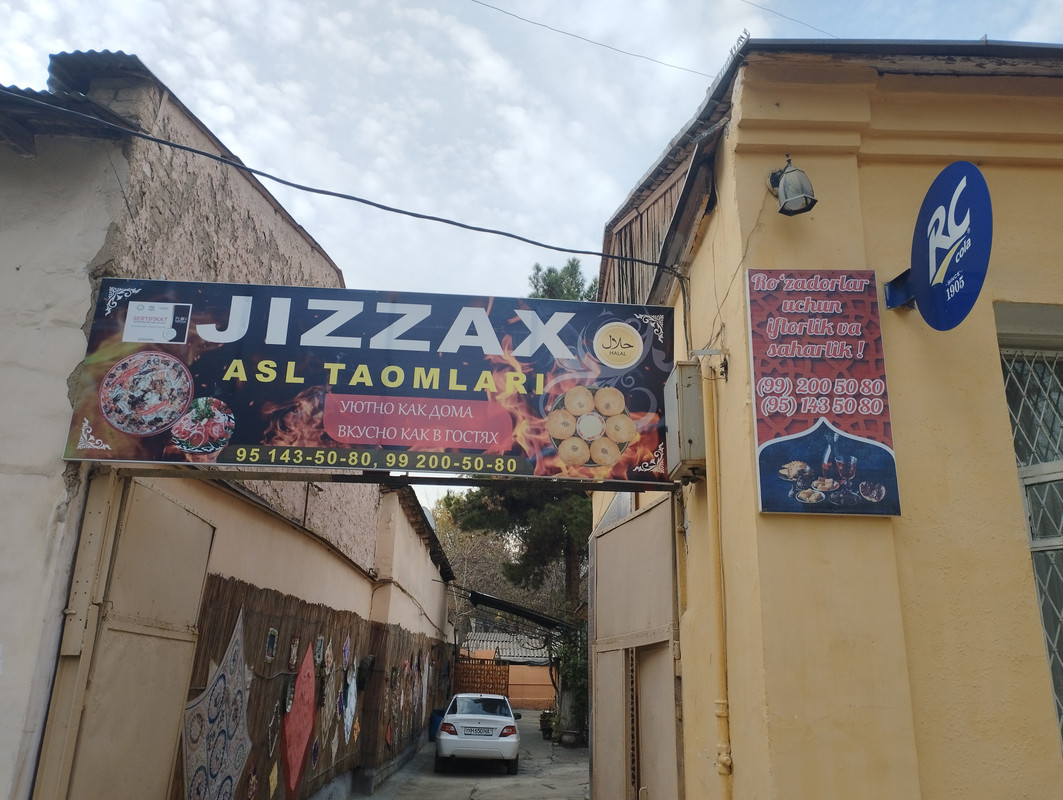 SERTIFIKAT
JIZZAX
حلال
HALAL
ASL TAOMLARI
УЮТНО КАК ДОМА
ВКУСНО КАК В ГОСТЯХ
95 143-50-80, 99 200-50-80
Ro'zadorlar
uchun
iftorlik va
saharlik !
(99) 200 50 80
(95) 143 50 80
RC
cola
SINCE
1905